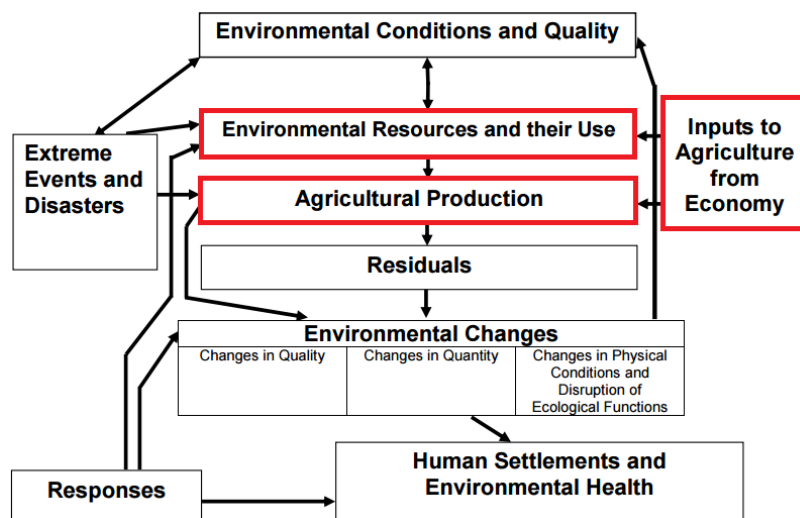 Environmental Conditions and Quality
Environmental Resources and their Use
Inputs to
Agriculture
from
Economy
Extreme
Events and
Disasters
Agricultural Production
Residuals
Environmental Changes
Changes in Quality
Changes in Quantity
Changes in Physical
Conditions and
Disruption of
Ecological Functions
Human Settlements and
Environmental Health
Responses